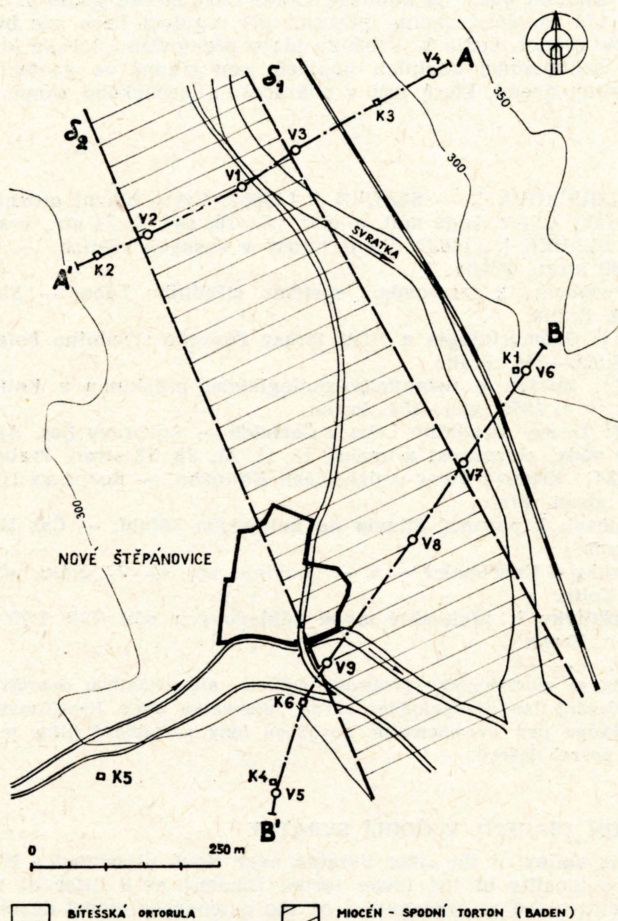 δ₁
A
V4
K3
350
δ₂
V3
300
V1
V2
SVRATKA
A'
K2
B
K1
V6
V7
300
V8
NOVÉ ŠTĚPÁNOVICE
V9
K6
K5
K4
V5
B'
0 250 m
BÍTEŠSKA ORTORULA
MIOCÉN - SPODNÍ TORTON (BADEN)